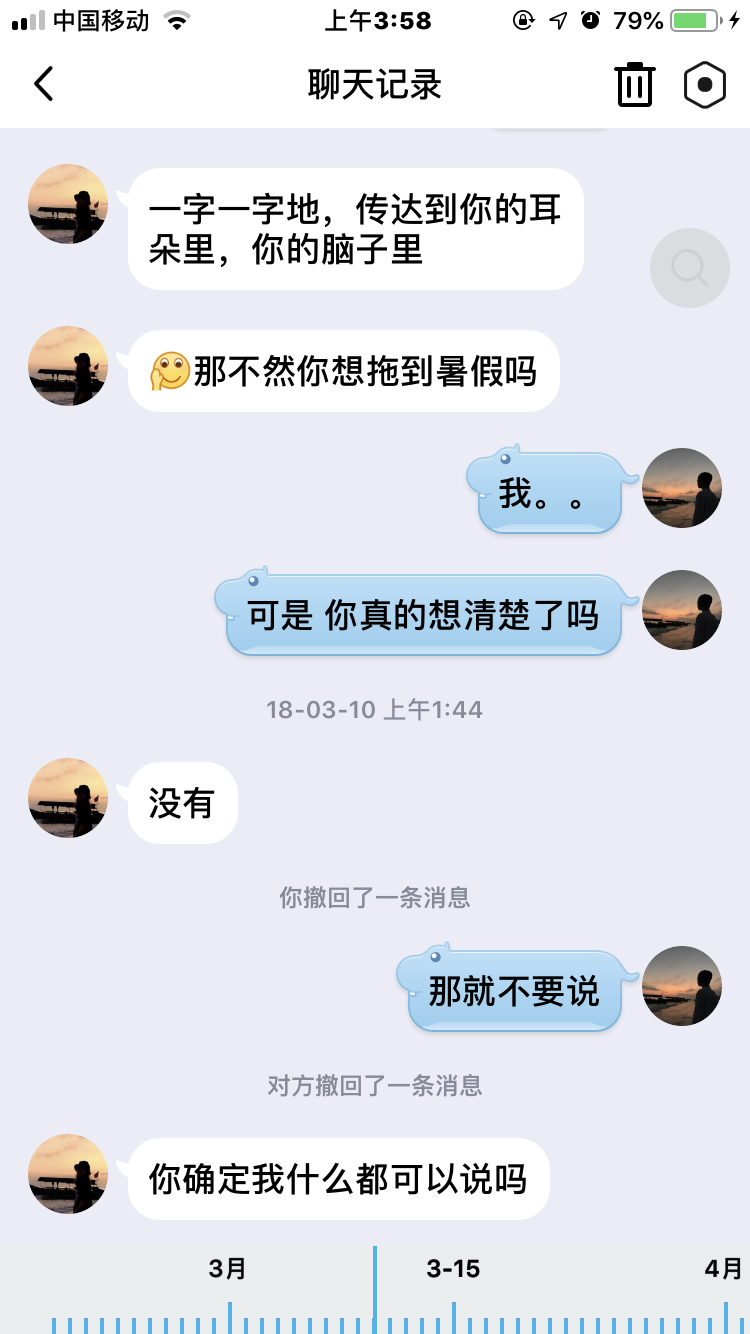 中国移动 上午3:58 79%
聊天记录
一字一字地，传达到你的耳
朵里，你的脑子里
那不然你想拖到暑假吗
我。。
可是 你真的想清楚了吗
18-03-10 上午1:44
没有
你撤回了一条消息
那就不要说
对方撤回了一条消息
你确定我什么都可以说吗
3月 3-15 4月